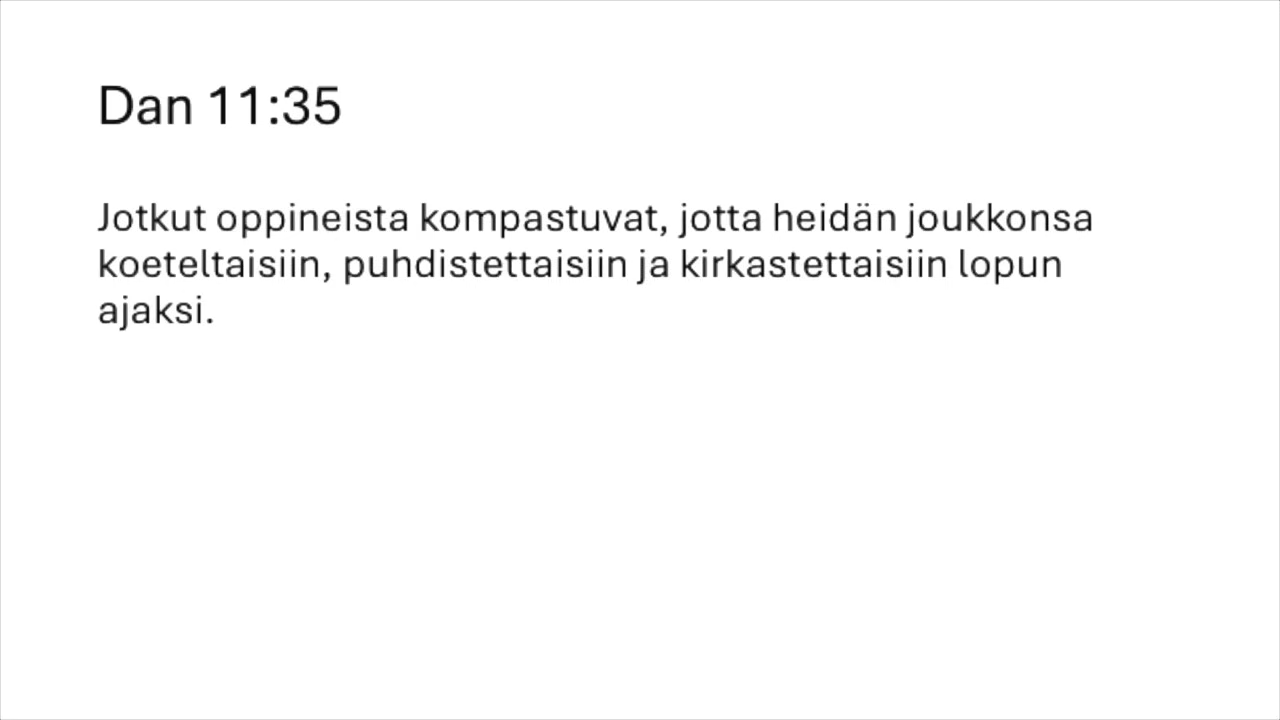 Dan 11:35
Jotkut oppineista kompastuvat, jotta heidän joukkonsa
koeteltaisiin, puhdistettaisiin ja kirkastettaisiin lopun
ajaksi.